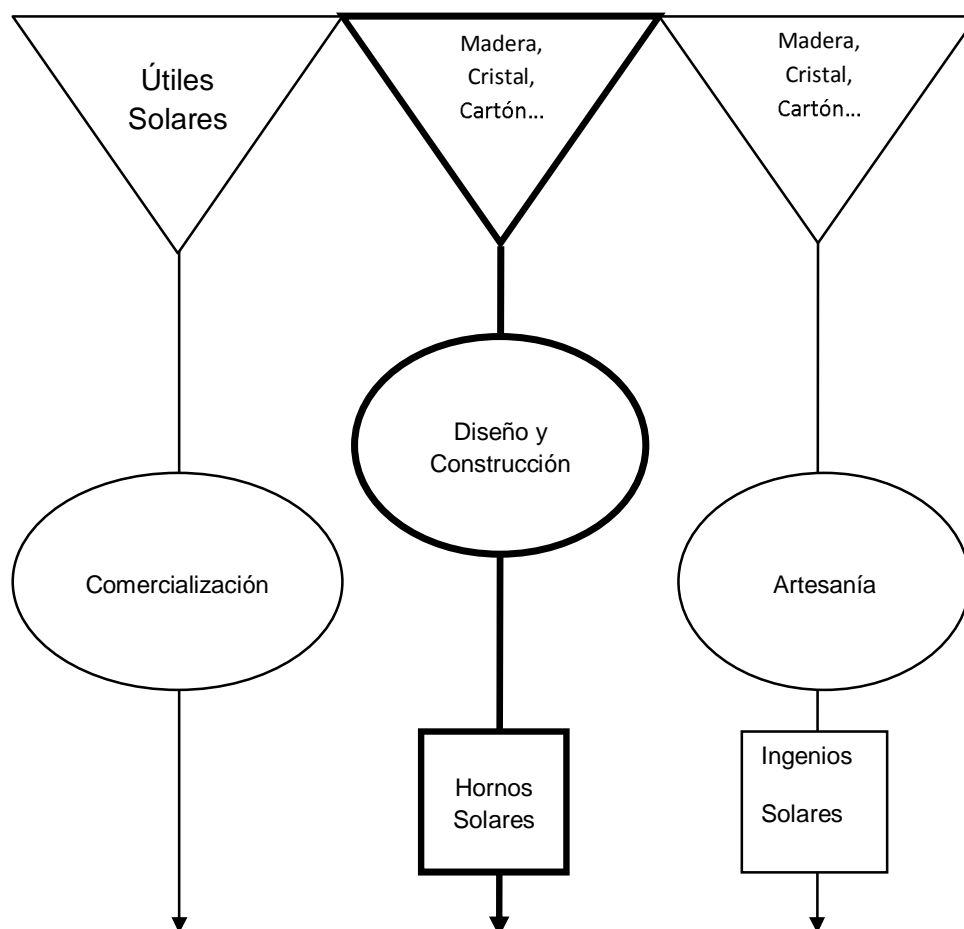 Útiles
Solares
Madera,
Cristal,
Cartón...
Madera,
Cristal,
Cartón...
Diseño y
Construcción
Comercialización
Artesanía
Hornos
Solares
Ingenios
Solares